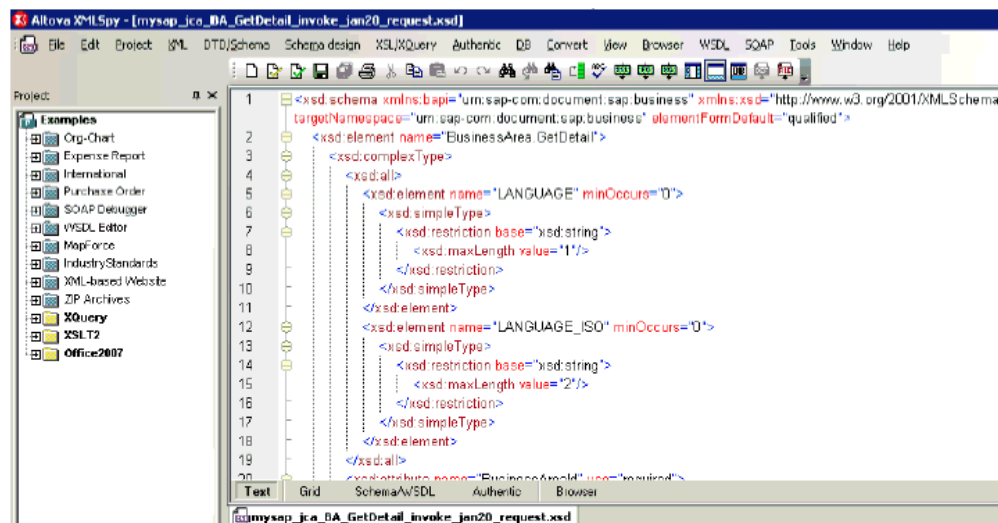 Altova XMLSpy - [mysap_jca_BA_GetDetail_invoke_jan20_request.xsd]
File Edit Project XML DTD/Schema Schema design XSL/XQuery Authentic DB Convert View Browser WSDL SOAP Tools Window Help
Project
Examples
Org-Chart
Expense Report
International
Purchase Order
SOAP Debugger
WSDL Editor
MapForce
IndustryStandards
XML-based Website
ZIP Archives
XQuery
XSLT2
Office2007
1 <xsd:schema xmlns:bapi="urn:sap-com:document:sap:business" xmlns:xsd="http://www.w3.org/2001/XMLSchema
targetNamespace="urn:sap-com:document:sap:business" elementFormDefault="qualified">
2 <xsd:element name="BusinessArea.GetDetail">
3 <xsd:complexType>
4 <xsd:all>
5 <xsd:element name="LANGUAGE" minOccurs="0">
6 <xsd:simpleType>
7 <xsd:restriction base="xsd:string">
8 <xsd:maxLength value="1"/>
9 </xsd:restriction>
10 </xsd:simpleType>
11 </xsd:element>
12 <xsd:element name="LANGUAGE_ISO" minOccurs="0">
13 <xsd:simpleType>
14 <xsd:restriction base="xsd:string">
15 <xsd:maxLength value="2"/>
16 </xsd:restriction>
17 </xsd:simpleType>
18 </xsd:element>
19 </xsd:all>
20 <xsd:attribute name="BusinessAreaId" use="required">
Text Grid Schema/WSDL Authentic Browser
mysap_jca_BA_GetDetail_invoke_jan20_request.xsd